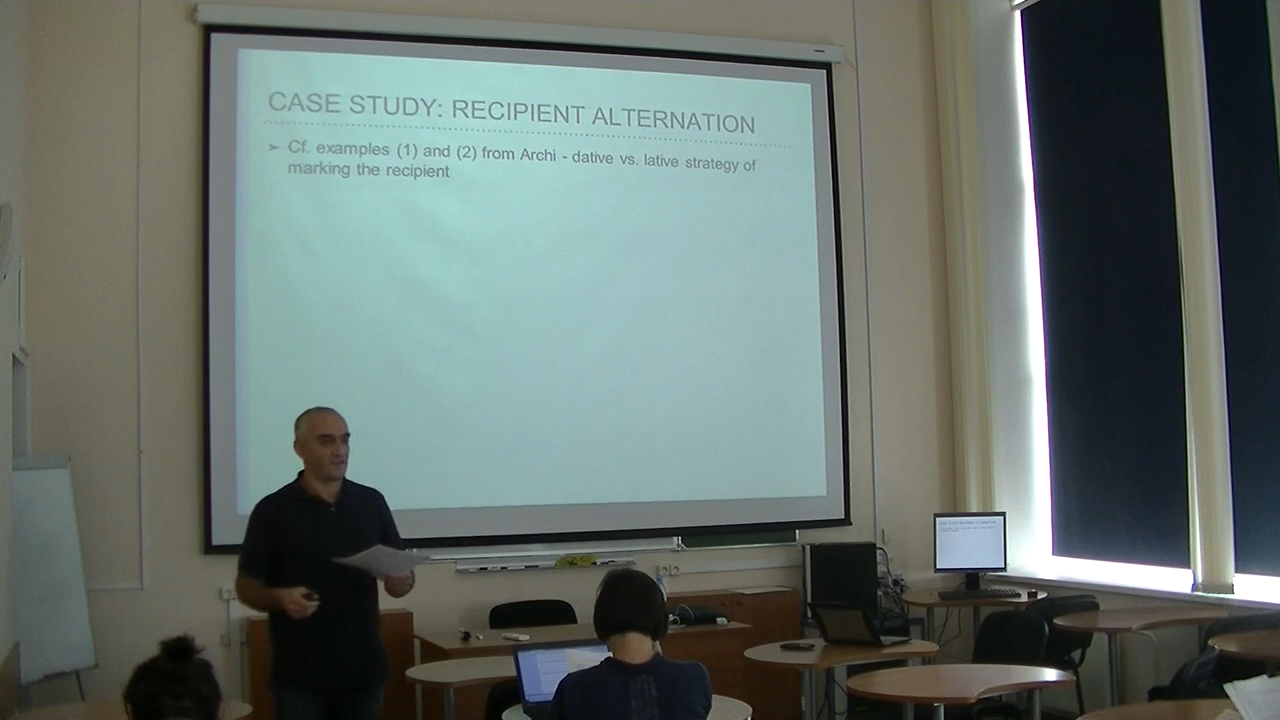 CASE STUDY: RECIPIENT ALTERNATION
➢ Cf. examples (1) and (2) from Archi - dative vs. lative strategy of
marking the recipient